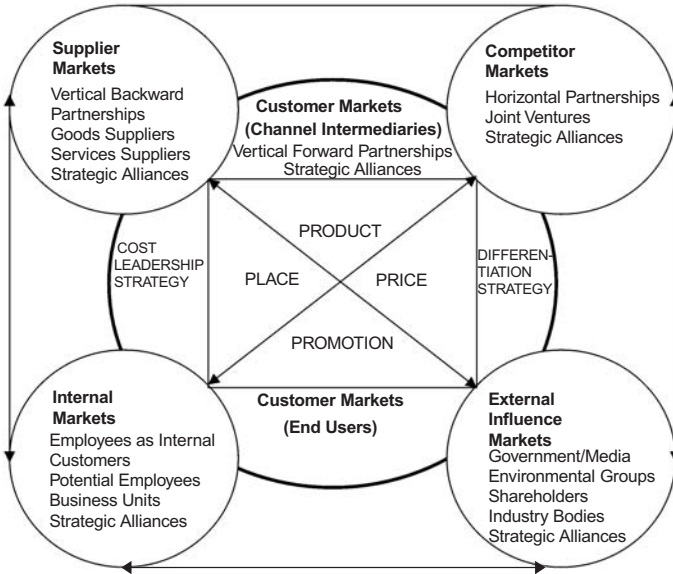 Supplier
Markets
Vertical Backward
Partnerships
Goods Suppliers
Services Suppliers
Strategic Alliances
Customer Markets
(Channel Intermediaries)
Vertical Forward Partnerships
Strategic Alliances
Competitor
Markets
Horizontal Partnerships
Joint Ventures
Strategic Alliances
COST
LEADERSHIP
STRATEGY
PRODUCT
PLACE
PRICE
PROMOTION
DIFFEREN-
TIATION
STRATEGY
Internal
Markets
Employees as Internal
Customers
Potential Employees
Business Units
Strategic Alliances
Customer Markets
(End Users)
External
Influence
Markets
Government/Media
Environmental Groups
Shareholders
Industry Bodies
Strategic Alliances